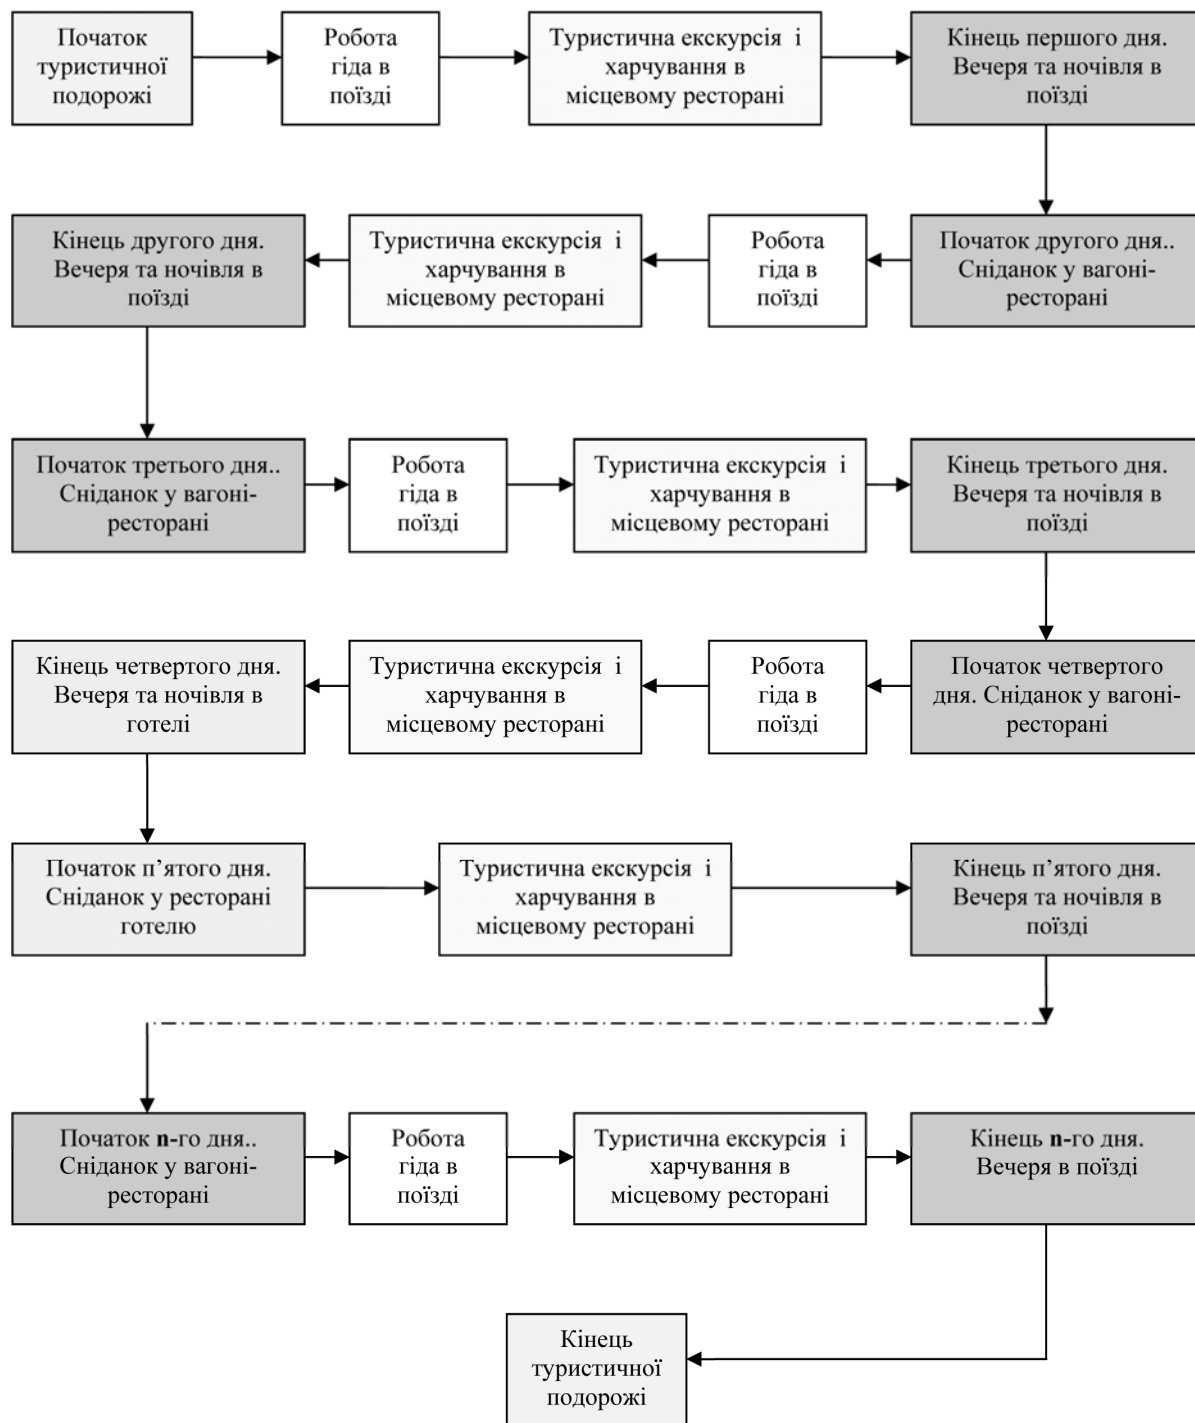 Початок
туристичної
подорожі
Робота
гіда в
поїзді
Туристична екскурсія і
харчування в
місцевому ресторані
Кінець першого дня.
Вечеря та ночівля в
поїзді
Початок другого дня..
Сніданок у вагоні-
ресторані
Робота
гіда в
поїзді
Туристична екскурсія і
харчування в
місцевому ресторані
Кінець другого дня.
Вечеря та ночівля в
поїзді
Початок третього дня..
Сніданок у вагоні-
ресторані
Робота
гіда в
поїзді
Туристична екскурсія і
харчування в
місцевому ресторані
Кінець третього дня.
Вечеря та ночівля в
поїзді
Початок четвертого
дня. Сніданок у вагоні-
ресторані
Робота
гіда в
поїзді
Туристична екскурсія і
харчування в
місцевому ресторані
Кінець четвертого дня.
Вечеря та ночівля в
готелі
Початок п’ятого дня.
Сніданок у ресторані
готелю
Туристична екскурсія і
харчування в
місцевому ресторані
Кінець п’ятого дня.
Вечеря та ночівля в
поїзді
Початок n-го дня..
Сніданок у вагоні-
ресторані
Робота
гіда в
поїзді
Туристична екскурсія і
харчування в
місцевому ресторані
Кінець n-го дня.
Вечеря в поїзді
Кінець
туристичної
подорожі